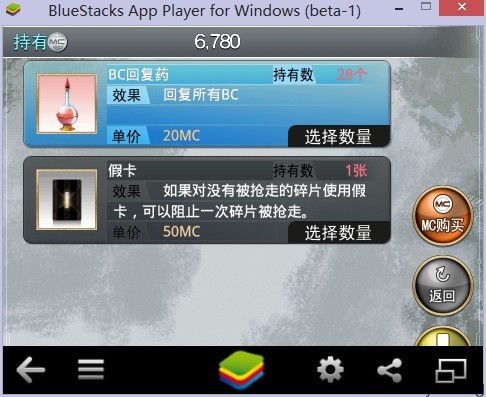 BlueStacks App Player for Windows (beta-1)
持有MC 6,780
BC回复药 持有数 28个
效果 回复所有BC
单价 20MC 选择数量
假卡 持有数 1张
效果 如果对没有被抢走的碎片使用假
卡，可以阻止一次碎片被抢走。
单价 50MC 选择数量
MC
MC购买
返回